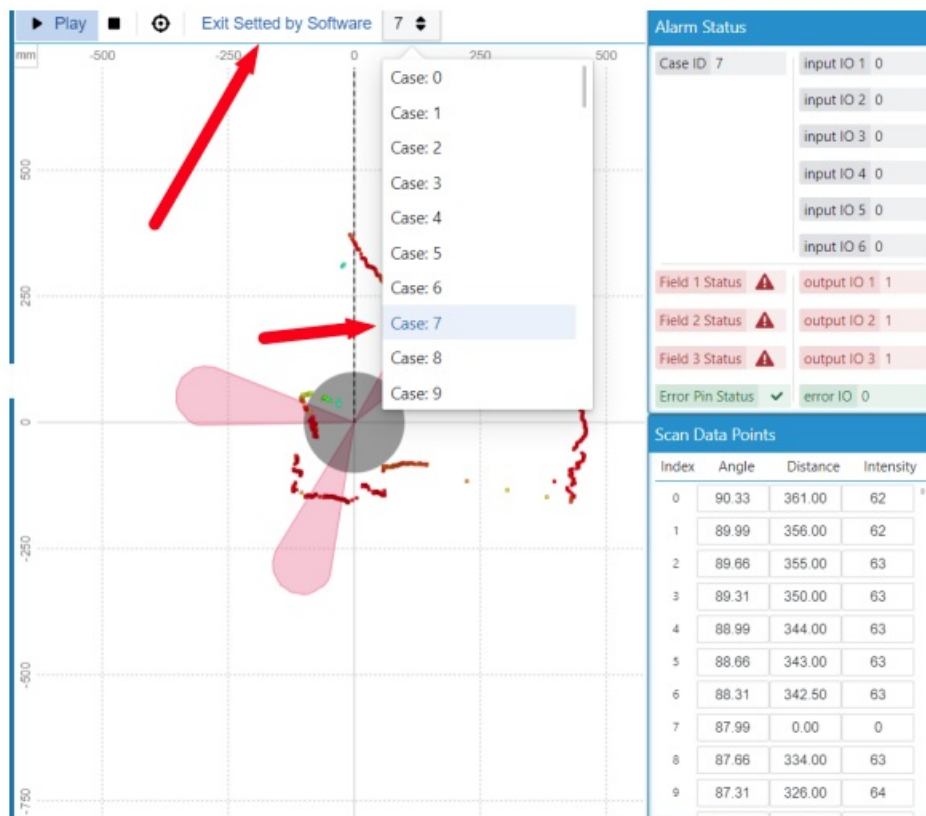 Play Exit Setted by Software 7
mm -500 -250 0 250 500
500
250
0
-250
-500
-750
Case: 0
Case: 1
Case: 2
Case: 3
Case: 4
Case: 5
Case: 6
Case: 7
Case: 8
Case: 9
Alarm Status
Case ID 7 input IO 1 0
input IO 2 0
input IO 3 0
input IO 4 0
input IO 5 0
input IO 6 0
Field 1 Status output IO 1 1
Field 2 Status output IO 2 1
Field 3 Status output IO 3 1
Error Pin Status error IO 0
Scan Data Points
Index Angle Distance Intensity
0 90.33 361.00 62
1 89.99 356.00 62
2 89.66 355.00 63
3 89.31 350.00 63
4 88.99 344.00 63
5 88.66 343.00 63
6 88.31 342.50 63
7 87.99 0.00 0
8 87.66 334.00 63
9 87.31 326.00 64